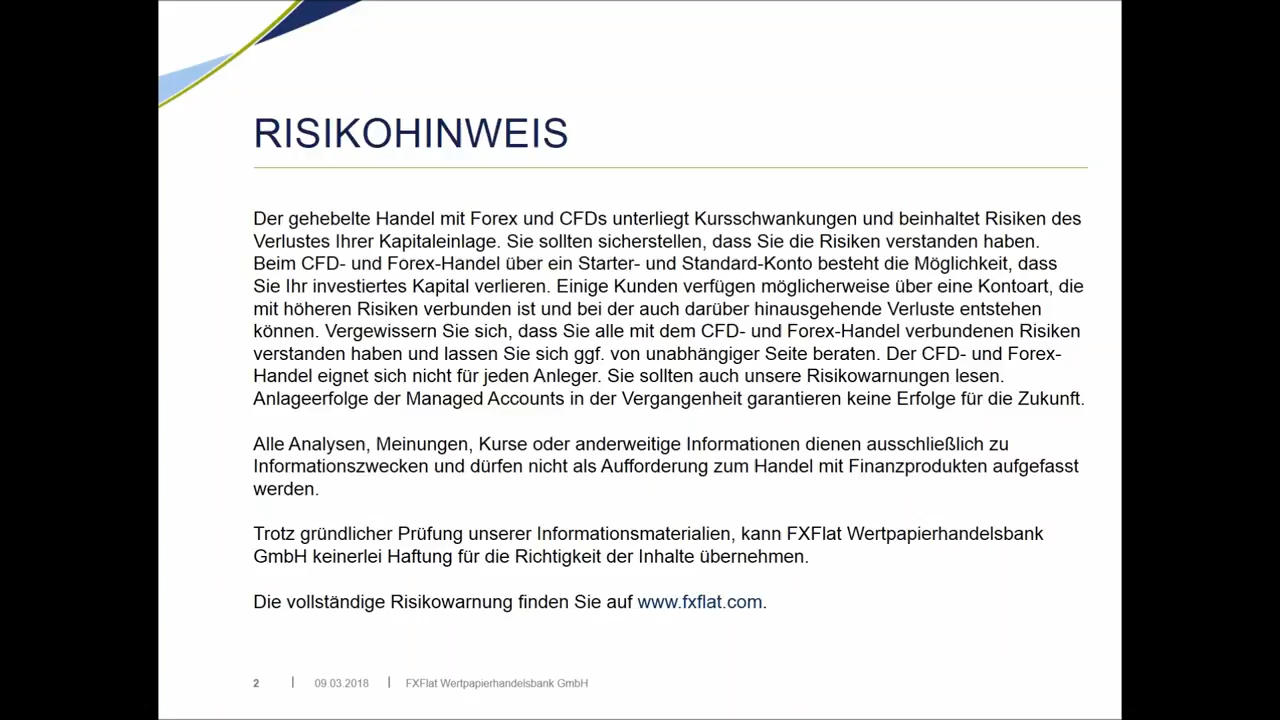 RISIKOHINWEIS
Der gehebelte Handel mit Forex und CFDs unterliegt Kursschwankungen und beinhaltet Risiken des
Verlustes Ihrer Kapitaleinlage. Sie sollten sicherstellen, dass Sie die Risiken verstanden haben.
Beim CFD- und Forex-Handel über ein Starter- und Standard-Konto besteht die Möglichkeit, dass
Sie Ihr investiertes Kapital verlieren. Einige Kunden verfügen möglicherweise über eine Kontoart, die
mit höheren Risiken verbunden ist und bei der auch darüber hinausgehende Verluste entstehen
können. Vergewissern Sie sich, dass Sie alle mit dem CFD- und Forex-Handel verbundenen Risiken
verstanden haben und lassen Sie sich ggf. von unabhängiger Seite beraten. Der CFD- und Forex-
Handel eignet sich nicht für jeden Anleger. Sie sollten auch unsere Risikowarnungen lesen.
Anlageerfolge der Managed Accounts in der Vergangenheit garantieren keine Erfolge für die Zukunft.
Alle Analysen, Meinungen, Kurse oder anderweitige Informationen dienen ausschließlich zu
Informationszwecken und dürfen nicht als Aufforderung zum Handel mit Finanzprodukten aufgefasst
werden.
Trotz gründlicher Prüfung unserer Informationsmaterialien, kann FXFlat Wertpapierhandelsbank
GmbH keinerlei Haftung für die Richtigkeit der Inhalte übernehmen.
Die vollständige Risikowarnung finden Sie auf www.fxflat.com.
2 | 09.03.2018 | FXFlat Wertpapierhandelsbank GmbH